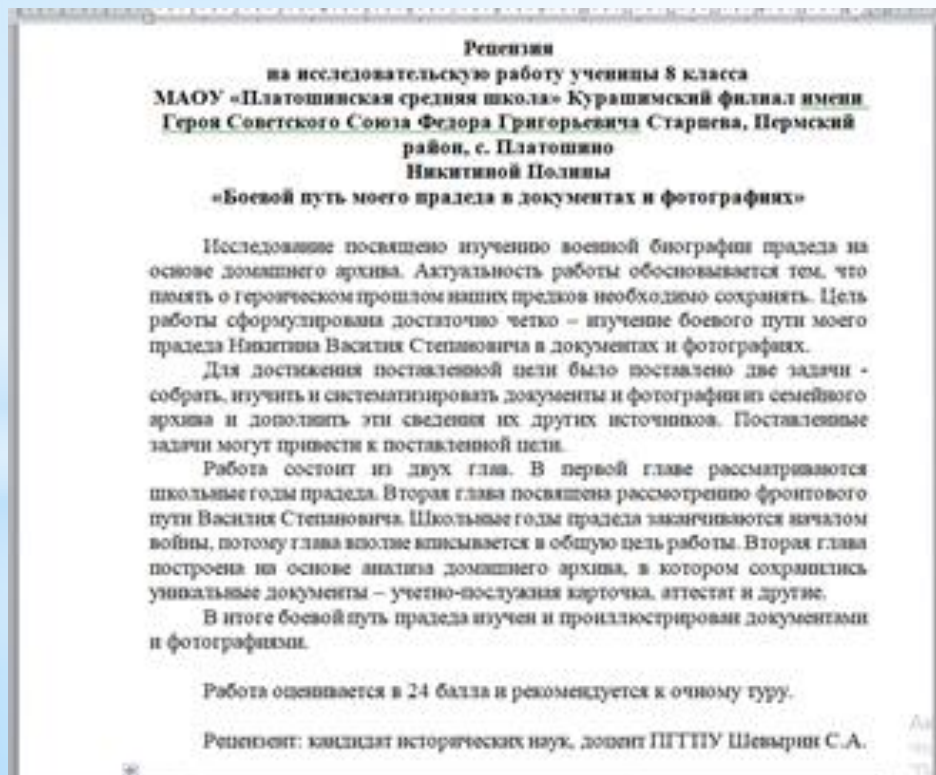 Рецензия
на исследовательскую работу ученицы 8 класса
МАОУ «Платошинская средняя школа» Курашимский филиал имени
Героя Советского Союза Федора Григорьевича Старцева, Пермский
район, с. Платошино
Никитиной Полины
«Боевой путь моего прадеда в документах и фотографиях»
Исследование посвящено изучению военной биографии прадеда на
основе домашнего архива. Актуальность работы обосновывается тем, что
память о героическом прошлом наших предков необходимо сохранять. Цель
работы сформулирована достаточно четко – изучение боевого пути моего
прадеда Никитина Василия Степановича в документах и фотографиях.
Для достижения поставленной цели было поставлено две задачи -
собрать, изучить и систематизировать документы и фотографии из семейного
архива и дополнить эти сведения их других источников. Поставленные
задачи могут привести к поставленной цели.
Работа состоит из двух глав. В первой главе рассматриваются
школьные годы прадеда. Вторая глава посвящена рассмотрению фронтового
пути Василия Степановича. Школьные годы прадеда заканчиваются началом
войны, потому глава вполне вписывается в общую цель работы. Вторая глава
построена на основе анализа домашнего архива, в котором сохранились
уникальные документы – учетно-послужная карточка, аттестат и другие.
В итоге боевой путь прадеда изучен и проиллюстрирован документами
и фотографиями.
Работа оценивается в 24 балла и рекомендуется к очному туру.
Рецензент: кандидат исторических наук, доцент ПГГПУ Шевырин С.А.